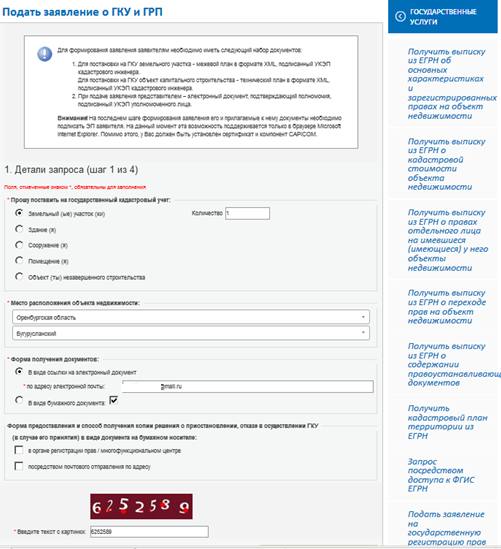 Подать заявление о ГКУ и ГРП
Для формирования заявления заявителям необходимо иметь следующий набор документов:
1. Для постановки на ГКУ земельного участка - межевой план в формате XML, подписанный УКЭП
кадастрового инженера.
Для постановки на ГКУ объект капитального строительства - технический план в формате XML,
подписанный УКЭП кадастрового инженера.
2. При подаче заявления представителем – электронный документ, подтверждающий полномочия,
подписанный УКЭП уполномоченного лица.
Внимание! На последнем шаге формирования заявления его и прилагаемые к нему документы необходимо
подписать ЭП заявителя. На данный момент эта возможность поддерживается только в браузере Microsoft
Internet Explorer. Помимо этого, у Вас должен быть установлен сертификат и компонент CAPICOM.
1. Детали запроса (шаг 1 из 4)
Поля, отмеченные знаком *, обязательны для заполнения
* Прошу поставить на государственный кадастровый учет:
Земельный (ые) участок (ки)
Количество 1
Здание (я)
Сооружение (я)
Помещение (я)
Объект (ты) незавершенного строительства
* Место расположения объекта недвижимости:
Оренбургская область
Бугурусланский
* Форма получения документов:
В виде ссылки на электронный документ
* по адресу электронной почты:
mail.ru
В виде бумажного документа:
Форма предоставления и способ получения копии решения о приостановлении, отказе в осуществлении ГКУ
(в случае его принятия) в виде документа на бумажном носителе:
в органе регистрации прав / многофункциональном центре
посредством почтового отправления по адресу
6252589
* Введите текст с картинки: 6252589
ГОСУДАРСТВЕННЫЕ
УСЛУГИ
Получить выписку
из ЕГРН об
основных
характеристиках
и
зарегистрированных
правах на объект
недвижимости
Получить выписку
из ЕГРН о
кадастровой
стоимости
объекта
недвижимости
Получить выписку
из ЕГРН о правах
отдельного лица
на имевшиеся
(имеющиеся) у него
объекты
недвижимости
Получить выписку
из ЕГРН о переходе
прав на объект
недвижимости
Получить выписку
из ЕГРН о
содержании
правоустанавливающ
документов
Получить
кадастровый план
территории из
ЕГРН
Запрос
посредством
доступа к ФГИС
ЕГРН
Подать заявление
на
государственную
регистрацию прав